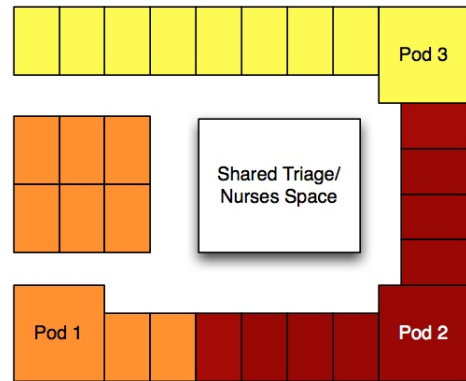 Pod 3
Shared Triage/
Nurses Space
Pod 1
Pod 2